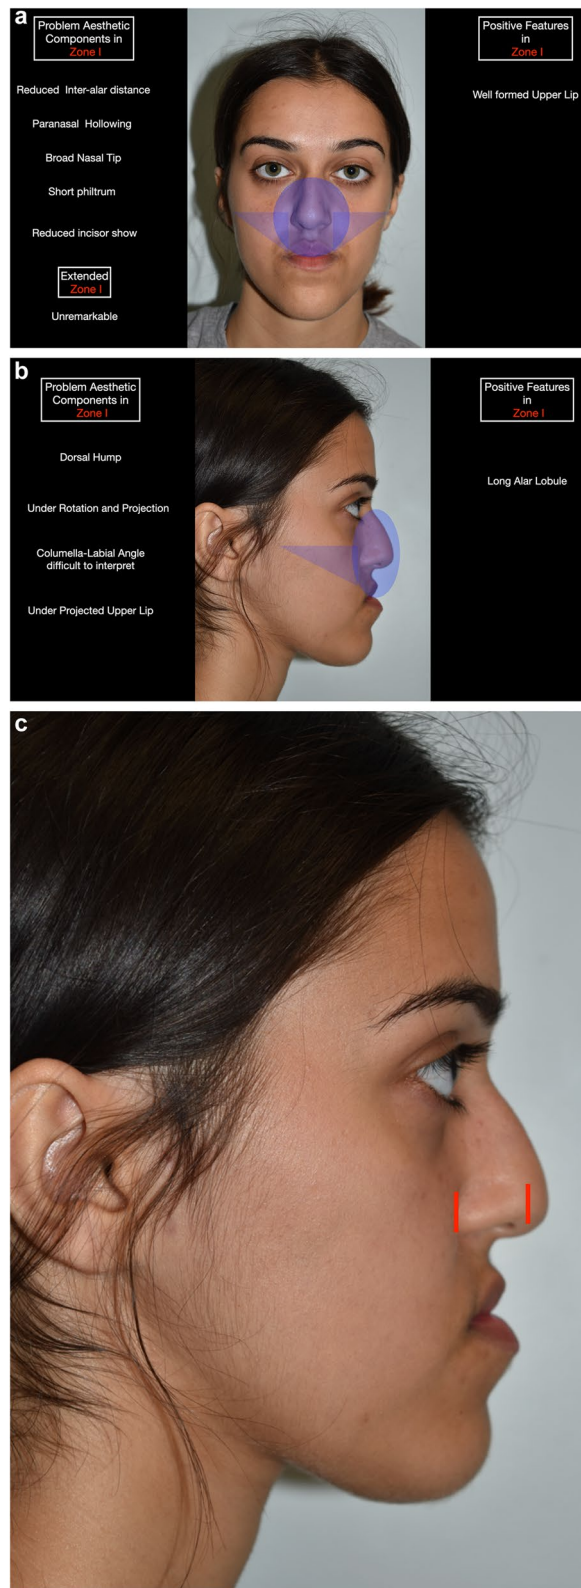 a
Problem Aesthetic
Components in
Zone I
Reduced Inter-alar distance
Paranasal Hollowing
Broad Nasal Tip
Short philtrum
Reduced incisor show
Extended
Zone I
Unremarkable
Positive Features
in
Zone I
Well formed Upper Lip
b
Problem Aesthetic
Components in
Zone I
Dorsal Hump
Under Rotation and Projection
Columella-Labial Angle
difficult to interpret
Under Projected Upper Lip
Positive Features
in
Zone I
Long Alar Lobule
c